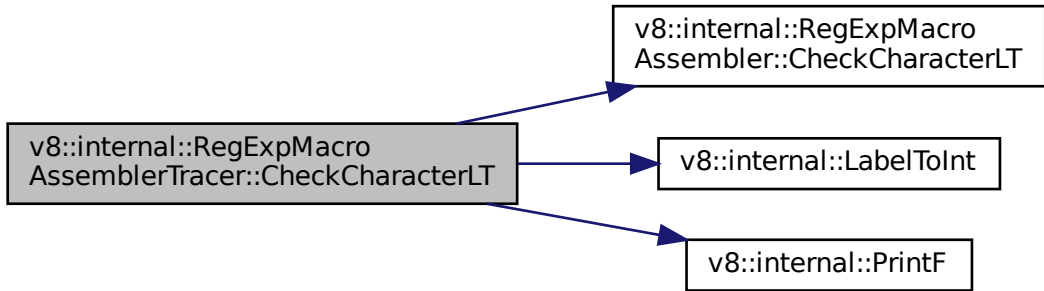 v8::internal::RegExpMacro
AssemblerTracer::CheckCharacterLT
v8::internal::RegExpMacro
Assembler::CheckCharacterLT
v8::internal::LabelToInt
v8::internal::PrintF